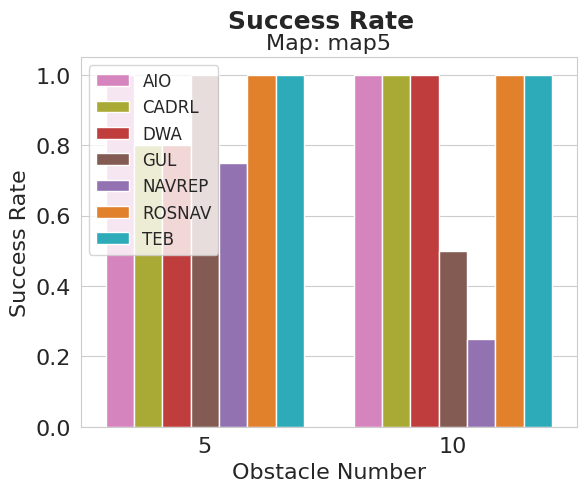 Success Rate
Map: map5
1.0
0.8
0.6
0.4
0.2
0.0
Success Rate
AIO
CADRL
DWA
GUL
NAVREP
ROSNAV
TEB
5
10
Obstacle Number